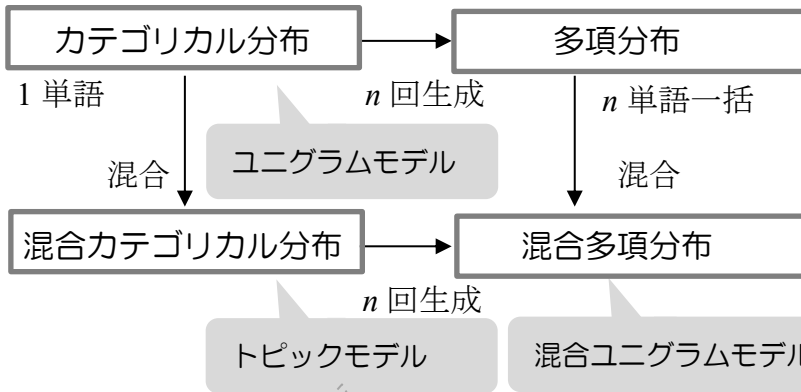 カテゴリカル分布
多項分布
1 単語
n 回生成
n 単語一括
ユニグラムモデル
混合
混合
混合カテゴリカル分布
混合多項分布
n 回生成
トピックモデル
混合ユニグラムモデル